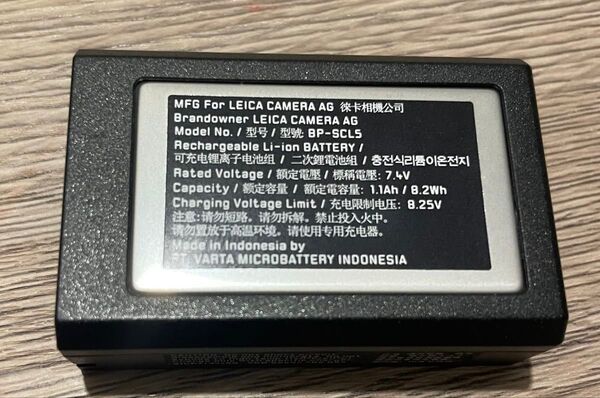 MFG For LEICA CAMERA AG 徠卡相機公司
Brandowner LEICA CAMERA AG
Model No. / 型号 / 型號: BP-SCL5
Rechargeable Li-ion BATTERY /
可充电锂离子电池组 / 二次鋰電池組 / 충전식리튬이온전지
Rated Voltage / 额定電壓 / 標稱電壓: 7.4V
Capacity / 额定容量 / 額定容量: 1.1Ah / 8.2Wh
Charging Voltage Limit / 充电限制电压: 8.25V
注意:请勿短路。请勿拆解。禁止投入火中。
请勿置放于高温环境。请使用专用充电器。
Made in Indonesia by
PT. VARTA MICROBATTERY INDONESIA